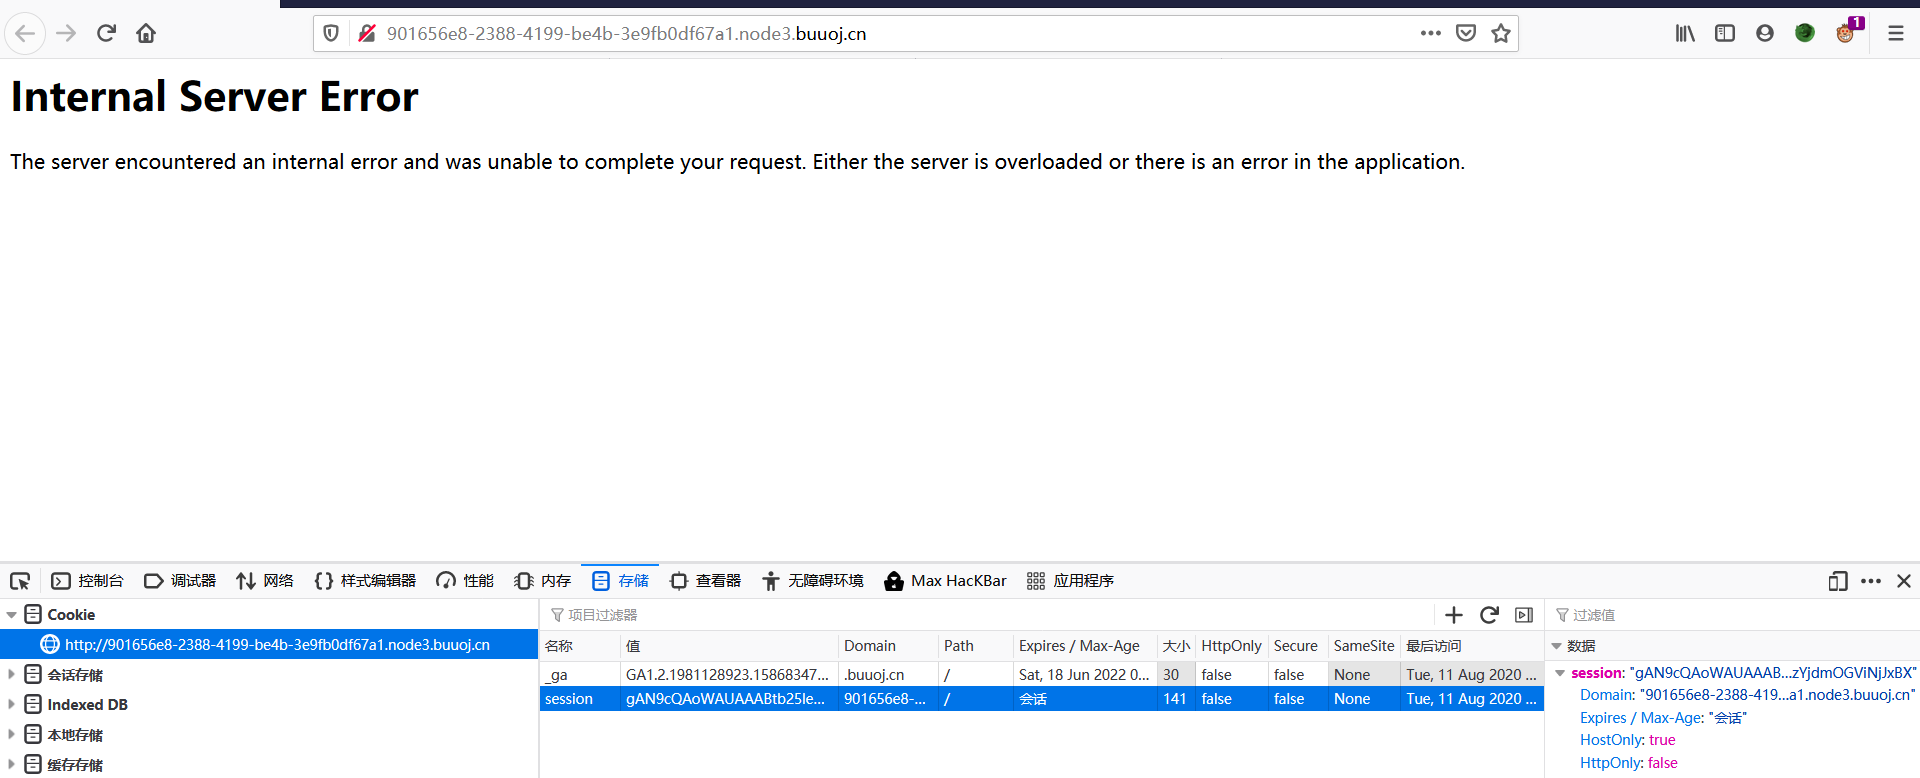 901656e8-2388-4199-be4b-3e9fb0df67a1.node3.buuoj.cn
1
Internal Server Error
The server encountered an internal error and was unable to complete your request. Either the server is overloaded or there is an error in the application.
控制台 调试器 网络 样式编辑器 性能 内存 存储 查看器 无障碍环境 Max HacKBar 应用程序
Cookie 项目过滤器 过滤值
http://901656e8-2388-4199-be4b-3e9fb0df67a1.node3.buuoj.cn 名称 值 Domain Path Expires / Max-Age 大小 HttpOnly Secure SameSite 最后访问 数据
会话存储 _ga GA1.2.1981128923.15868347... .buuoj.cn / Sat, 18 Jun 2022 0... 30 false false None Tue, 11 Aug 2020 ... session: "gAN9cQAoWAUAAAB...zYjdmOGViNjJxBX"
Indexed DB session gAN9cQAoWAUAAABtb25le... 901656e8-... / 会话 141 false false None Tue, 11 Aug 2020 ... Domain: "901656e8-2388-419...a1.node3.buuoj.cn"
Expires / Max-Age: "会话"
本地存储 HostOnly: true
缓存存储 HttpOnly: false